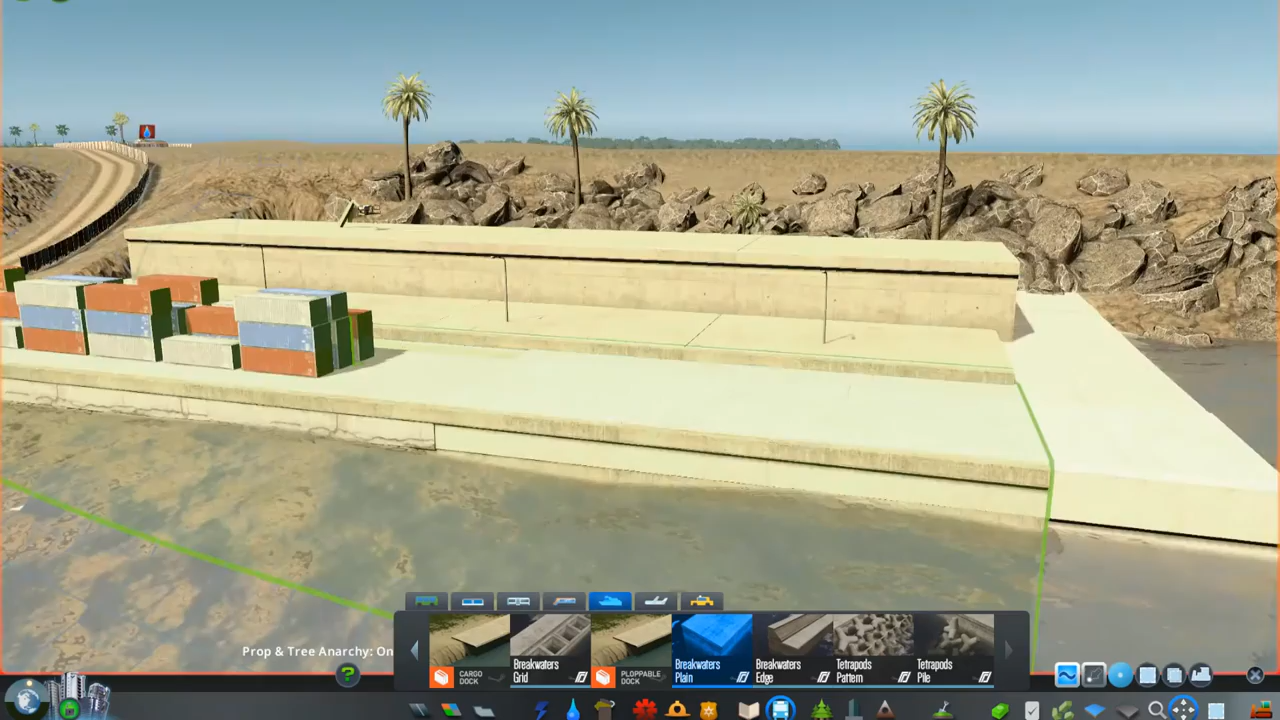 Prop & Tree Anarchy: On
?
CARGO
DOCK
Breakwaters
Grid
PLOPPABLE
DOCK
Breakwaters
Plain
Breakwaters
Edge
Tetrapods
Pattern
Tetrapods
Pile